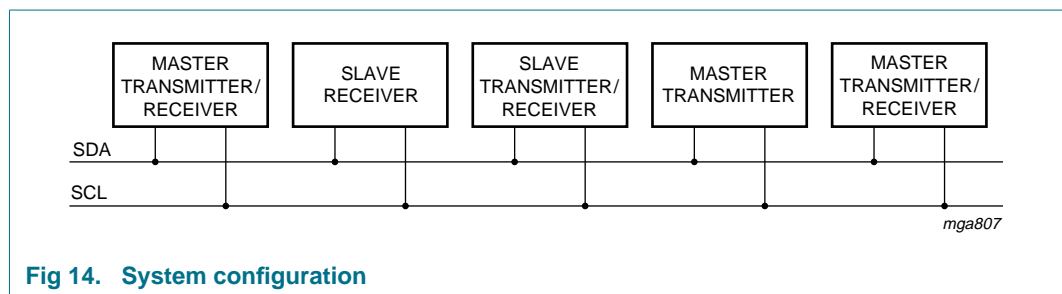 MASTER
TRANSMITTER/
RECEIVER
SLAVE
RECEIVER
SLAVE
TRANSMITTER/
RECEIVER
MASTER
TRANSMITTER
MASTER
TRANSMITTER/
RECEIVER
SDA
SCL
mga807
Fig 14. System configuration